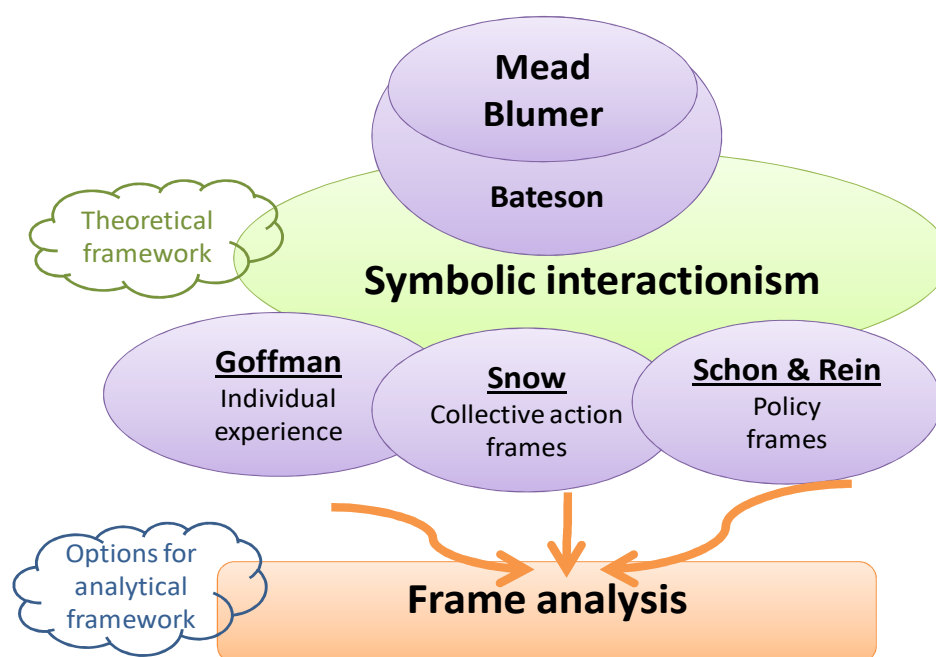 Mead
Blumer
Bateson
Theoretical
framework
Symbolic interactionism
Goffman
Individual
experience
Snow
Collective action
frames
Schon & Rein
Policy
frames
Options for
analytical
framework
Frame analysis